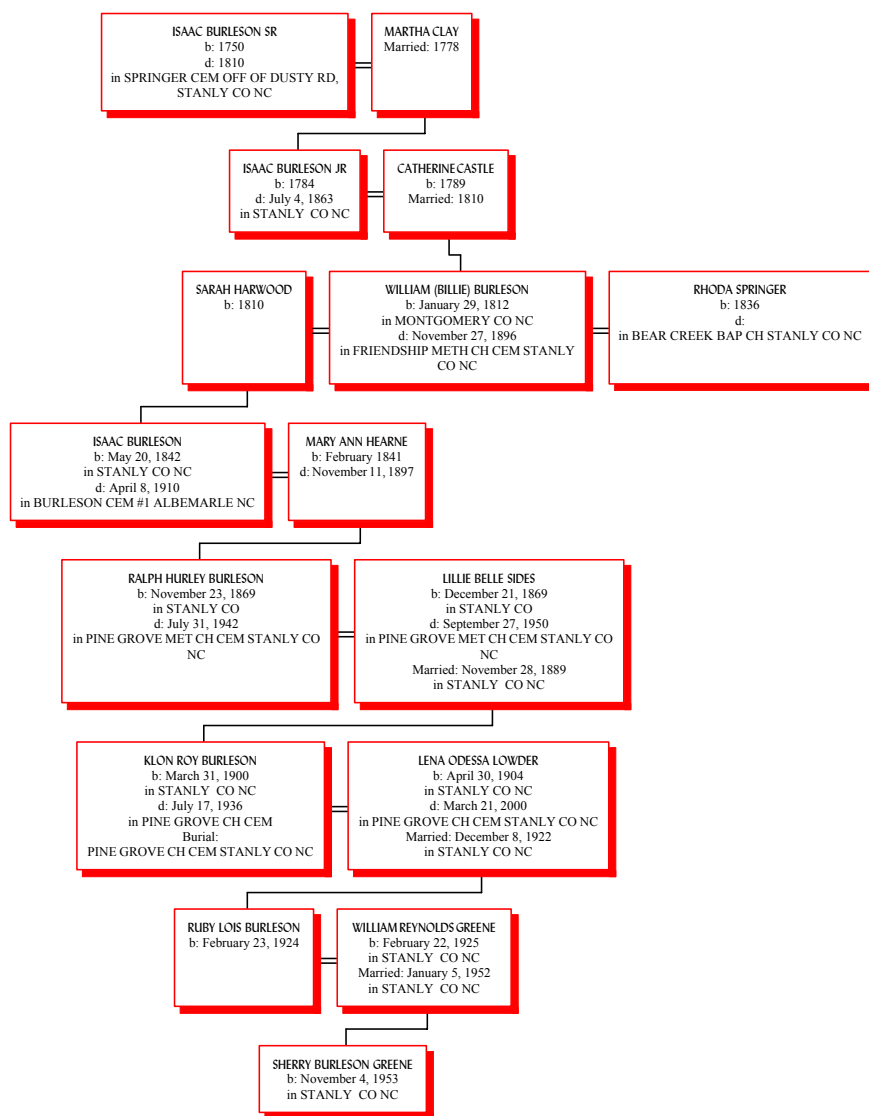 ISAAC BURLESON SR
b: 1750
d: 1810
in SPRINGER CEM OFF OF DUSTY RD,
STANLY CO NC
MARTHA CLAY
Married: 1778
ISAAC BURLESON JR
b: 1784
d: July 4, 1863
in STANLY CO NC
CATHERINE CASTLE
b: 1789
Married: 1810
SARAH HARWOOD
b: 1810
WILLIAM (BILLIE) BURLESON
b: January 29, 1812
in MONTGOMERY CO NC
d: November 27, 1896
in FRIENDSHIP METH CH CEM STANLY
CO NC
RHODA SPRINGER
b: 1836
d:
in BEAR CREEK BAP CH STANLY CO NC
ISAAC BURLESON
b: May 20, 1842
in STANLY CO NC
d: April 8, 1910
in BURLESON CEM #1 ALBEMARLE NC
MARY ANN HEARNE
b: February 1841
d: November 11, 1897
RALPH HURLEY BURLESON
b: November 23, 1869
in STANLY CO
d: July 31, 1942
in PINE GROVE MET CH CEM STANLY CO
NC
LILLIE BELLE SIDES
b: December 21, 1869
in STANLY CO
d: September 27, 1950
in PINE GROVE MET CH CEM STANLY CO
NC
Married: November 28, 1889
in STANLY CO NC
KLON ROY BURLESON
b: March 31, 1900
in STANLY CO NC
d: July 17, 1936
in PINE GROVE CH CEM
Burial:
PINE GROVE CH CEM STANLY CO NC
LENA ODESSA LOWDER
b: April 30, 1904
in STANLY CO NC
d: March 21, 2000
in PINE GROVE CH CEM STANLY CO NC
Married: December 8, 1922
in STANLY CO NC
RUBY LOIS BURLESON
b: February 23, 1924
WILLIAM REYNOLDS GREENE
b: February 22, 1925
in STANLY CO NC
Married: January 5, 1952
in STANLY CO NC
SHERRY BURLESON GREENE
b: November 4, 1953
in STANLY CO NC